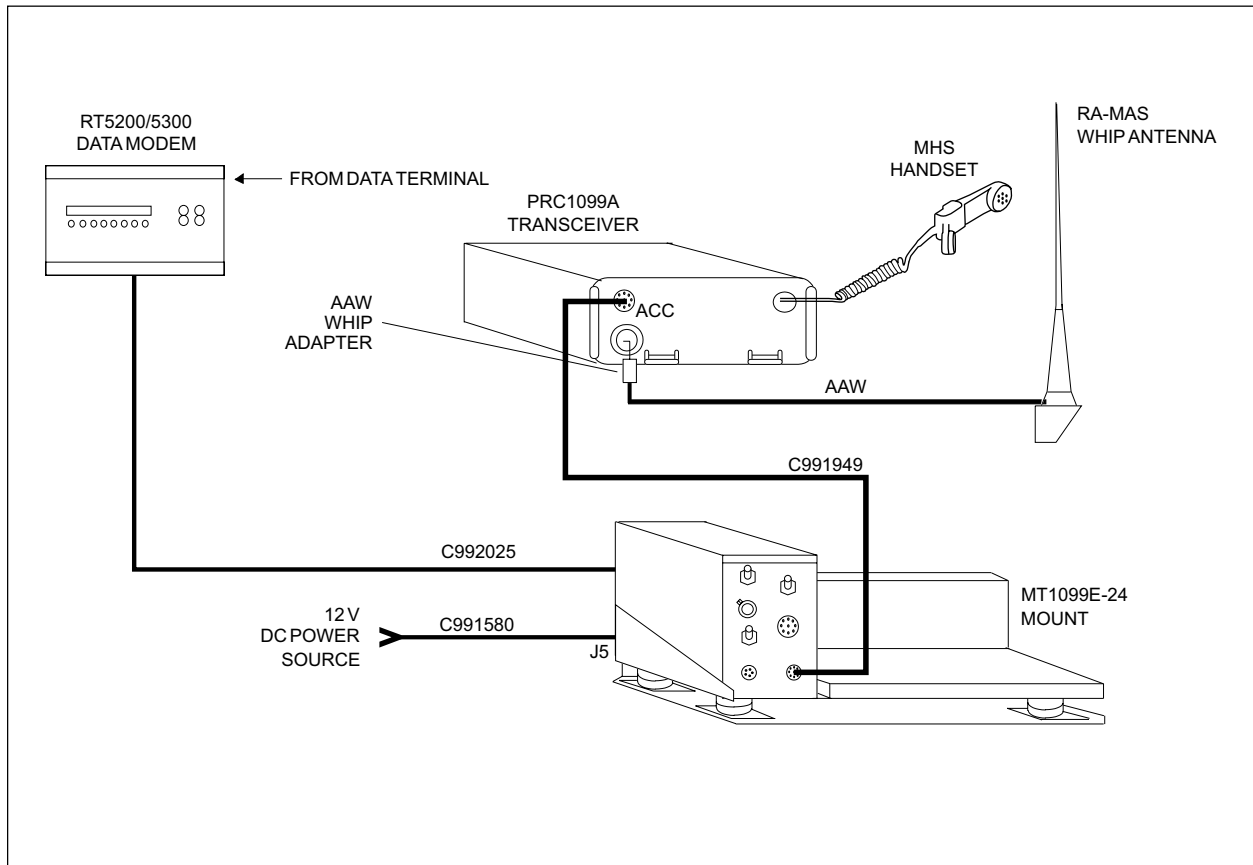 RT5200/5300
DATA MODEM
FROM DATA TERMINAL
PRC1099A
TRANSCEIVER
MHS
HANDSET
RA-MAS
WHIP ANTENNA
AAW
WHIP
ADAPTER
ACC
AAW
C991949
C992025
12 V
DC POWER
SOURCE
C991580
J5
MT1099E-24
MOUNT